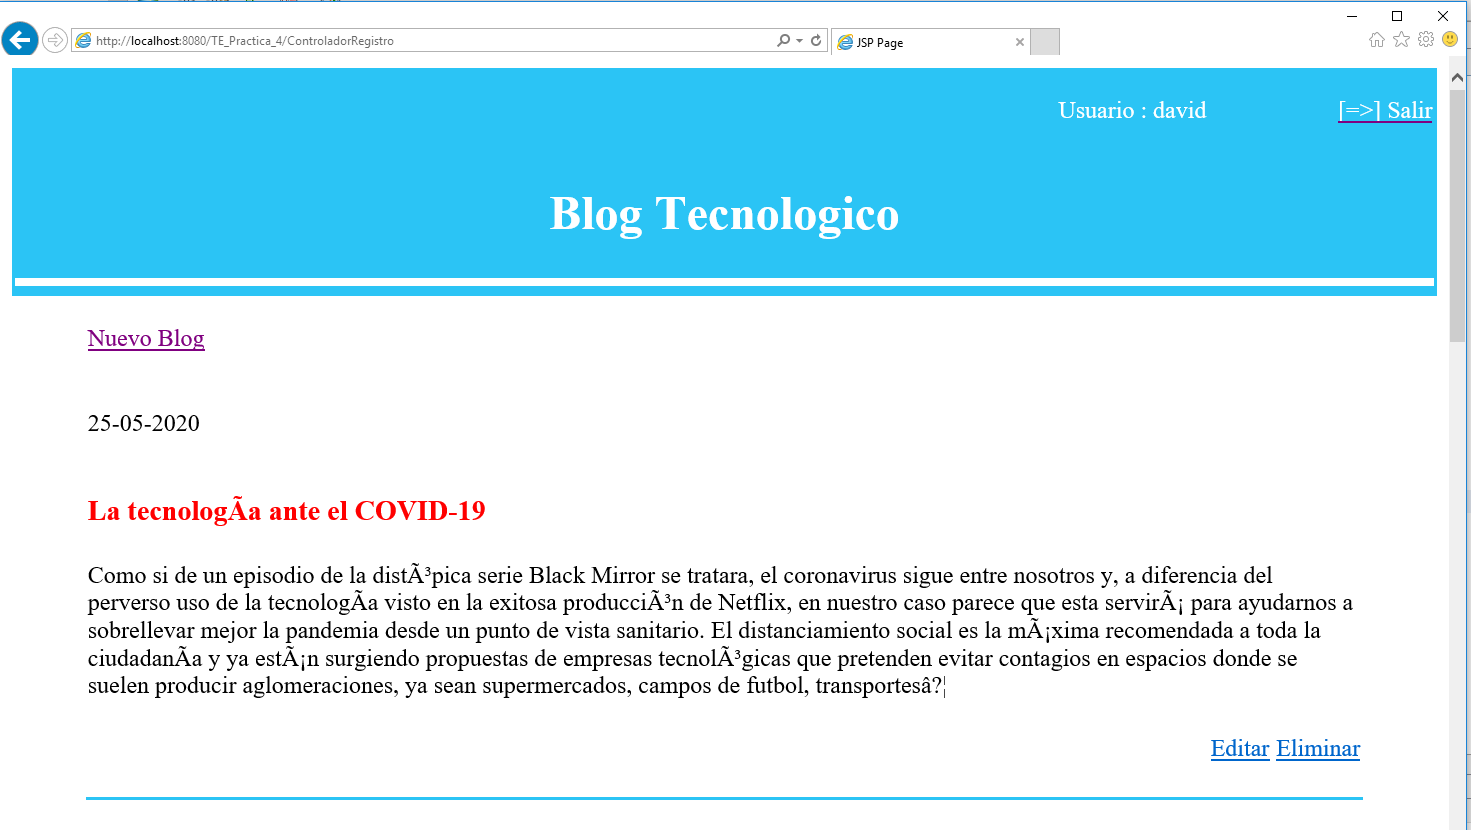 http://localhost:8080/TE_Practica_4/ControladorRegistro
JSP Page
Usuario : david
[=>] Salir
Blog Tecnologico
Nuevo Blog
25-05-2020
La tecnologÃa ante el COVID-19
Como si de un episodio de la distÃ³pica serie Black Mirror se tratara, el coronavirus sigue entre nosotros y, a diferencia del
perverso uso de la tecnologÃa visto en la exitosa producciÃ³n de Netflix, en nuestro caso parece que esta servirÃ¡ para ayudarnos a
sobrellevar mejor la pandemia desde un punto de vista sanitario. El distanciamiento social es la mÃ¡xima recomendada a toda la
ciudadanÃa y ya estÃ¡n surgiendo propuestas de empresas tecnolÃ³gicas que pretenden evitar contagios en espacios donde se
suelen producir aglomeraciones, ya sean supermercados, campos de futbol, transportesâ?¦
Editar Eliminar